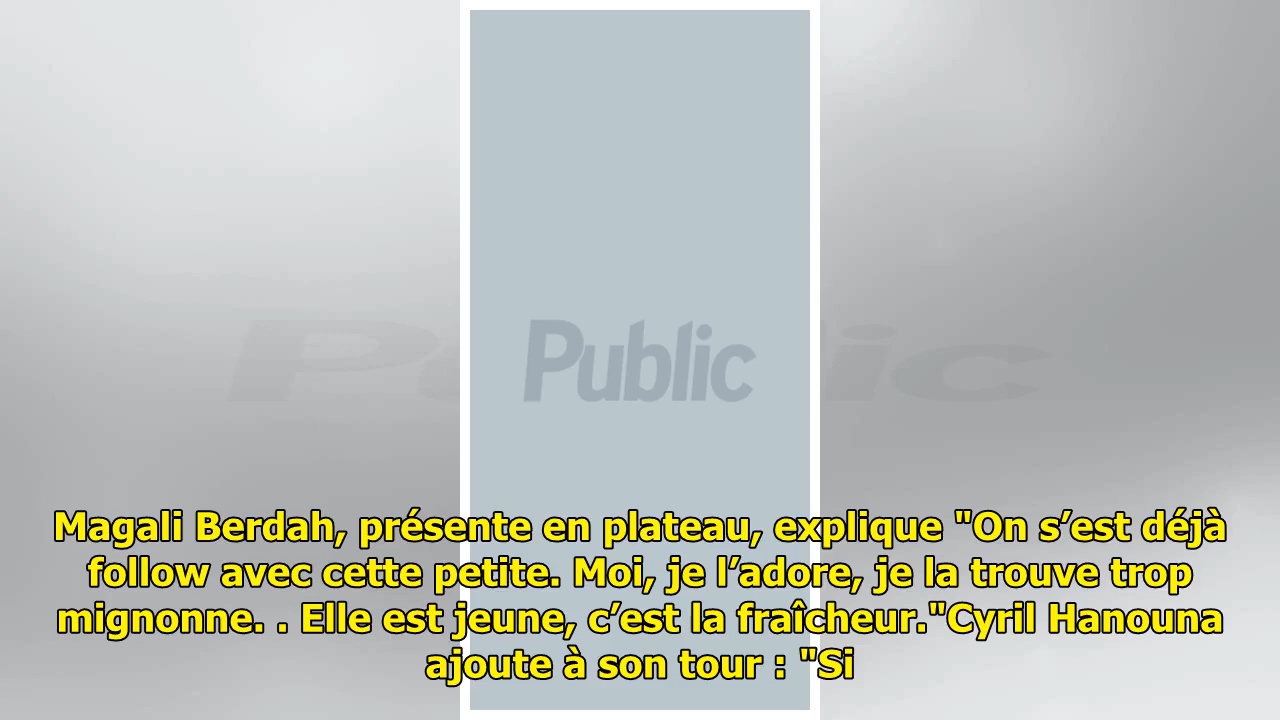 Public
Magali Berdah, présente en plateau, explique "On s’est déjà
follow avec cette petite. Moi, je l’adore, je la trouve trop
mignonne. . Elle est jeune, c’est la fraîcheur."Cyril Hanouna
ajoute à son tour : "Si